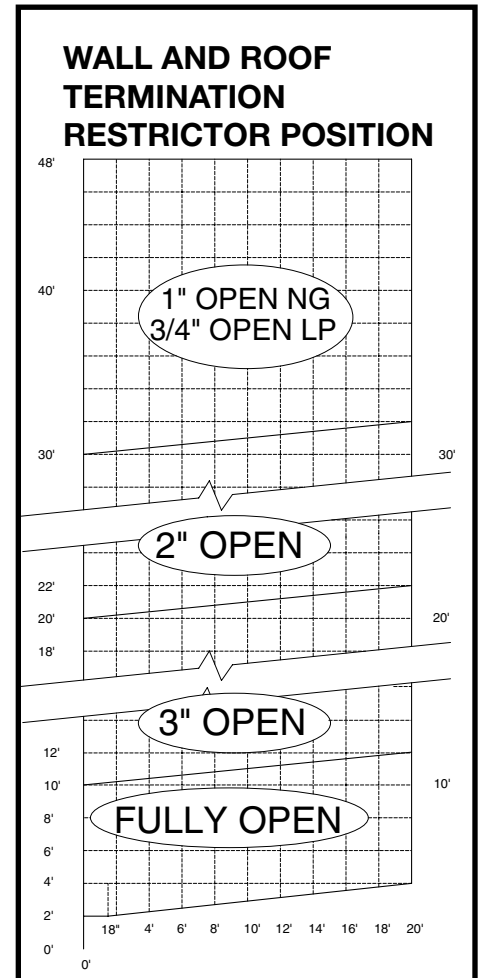 WALL AND ROOF
TERMINATION
RESTRICTOR POSITION
48'
40'
1" OPEN NG
3/4" OPEN LP
30'
30'
2" OPEN
22'
20'
20'
18'
3" OPEN
12'
10'
10'
FULLY OPEN
8'
6'
4'
2'
18" 4' 6' 8' 10' 12' 14' 16' 18' 20'
0'
0'